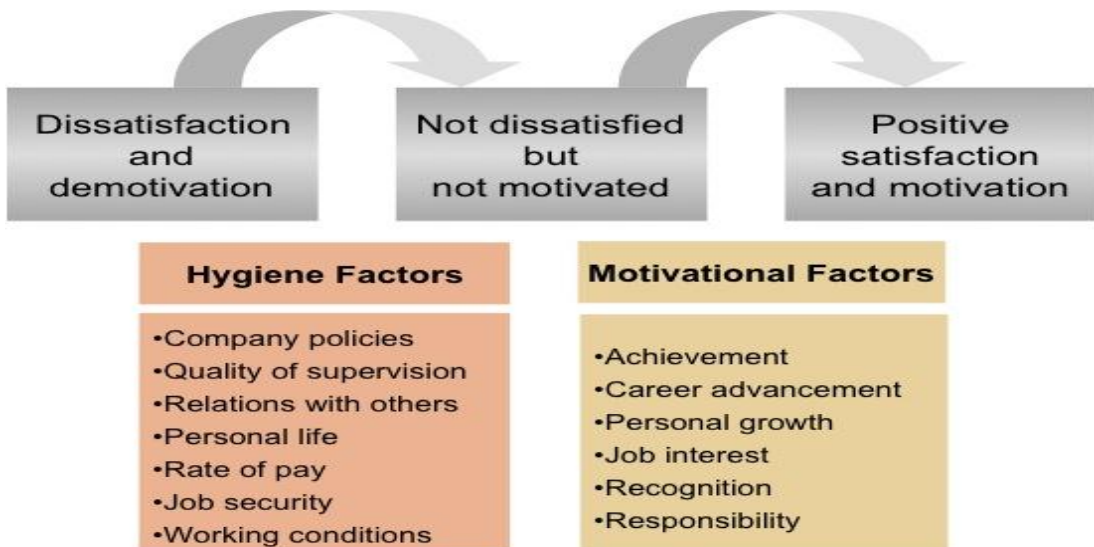 Dissatisfaction
and
demotivation
Not dissatisfied
but
not motivated
Positive
satisfaction
and motivation
Hygiene Factors
•Company policies
•Quality of supervision
•Relations with others
•Personal life
•Rate of pay
•Job security
•Working conditions
Motivational Factors
•Achievement
•Career advancement
•Personal growth
•Job interest
•Recognition
•Responsibility